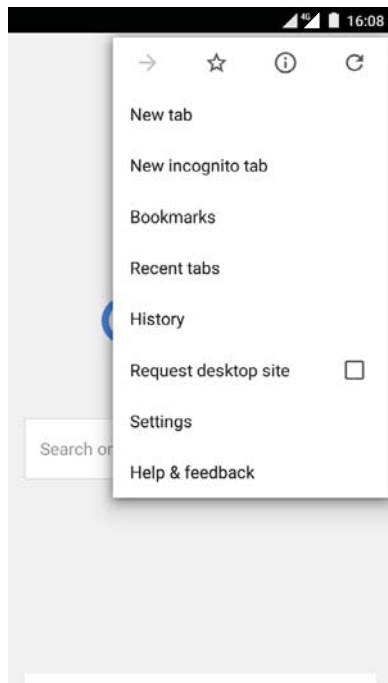 4G 16:08
New tab
New incognito tab
Bookmarks
Recent tabs
History
Request desktop site
Settings
Search or
Help & feedback